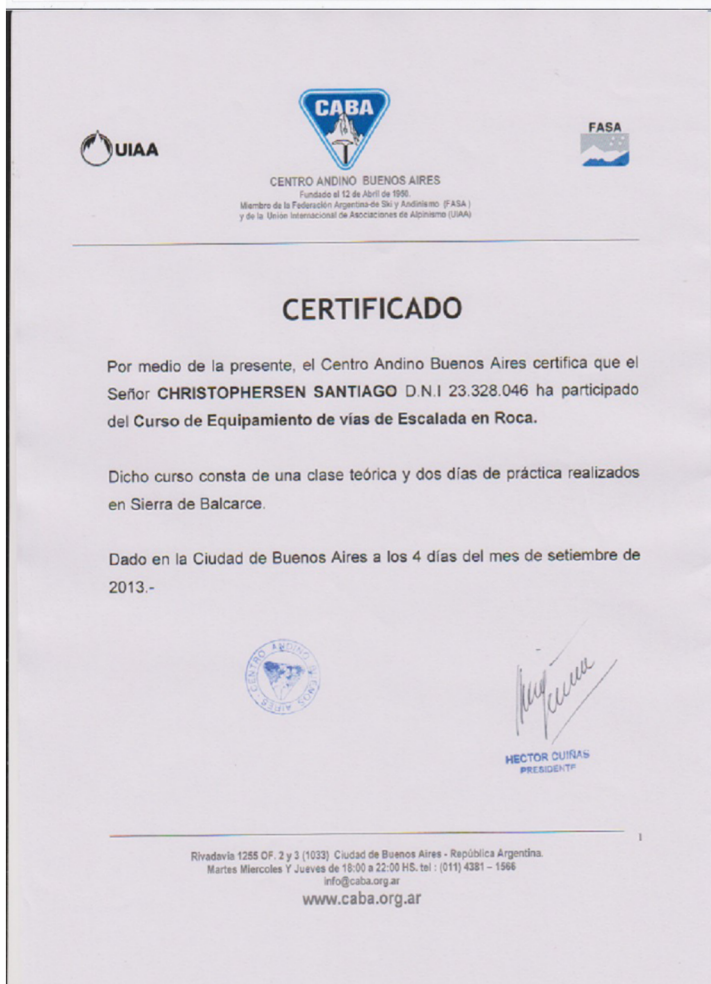 UIAA
CABA
FASA
CENTRO ANDINO BUENOS AIRES
Fundado el 12 de Abril de 1950.
Miembro de la Federación Argentina de Ski y Andinismo (FASA )
y de la Unión Internacional de Asociaciones de Alpinismo (UIAA)
CERTIFICADO
Por medio de la presente, el Centro Andino Buenos Aires certifica que el
Señor CHRISTOPHERSEN SANTIAGO D.N.I 23.328.046 ha participado
del Curso de Equipamiento de vías de Escalada en Roca.
Dicho curso consta de una clase teórica y dos días de práctica realizados
en Sierra de Balcarce.
Dado en la Ciudad de Buenos Aires a los 4 días del mes de setiembre de
2013.-
CENTRO ANDINO BUENOS AIRES
HECTOR CUIÑAS
PRESIDENTE
1
Rivadavia 1255 OF. 2 y 3 (1033) Ciudad de Buenos Aires - República Argentina.
Martes Miercoles Y Jueves de 18:00 a 22:00 HS. tel : (011) 4381 – 1566
info@caba.org.ar
www.caba.org.ar